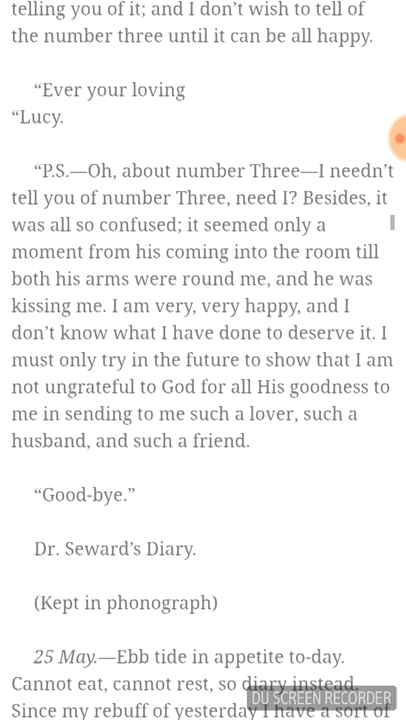 telling you of it; and I don’t wish to tell of
the number three until it can be all happy.
“Ever your loving
“Lucy.
“P.S.—Oh, about number Three—I needn’t
tell you of number Three, need I? Besides, it
was all so confused; it seemed only a
moment from his coming into the room till
both his arms were round me, and he was
kissing me. I am very, very happy, and I
don’t know what I have done to deserve it. I
must only try in the future to show that I am
not ungrateful to God for all His goodness to
me in sending to me such a lover, such a
husband, and such a friend.
“Good-bye.”
Dr. Seward’s Diary.
(Kept in phonograph)
25 May.—Ebb tide in appetite to-day.
Cannot eat, cannot rest, so diary instead.
Since my rebuff of yesterday I have a sort of
DU SCREEN RECORDER